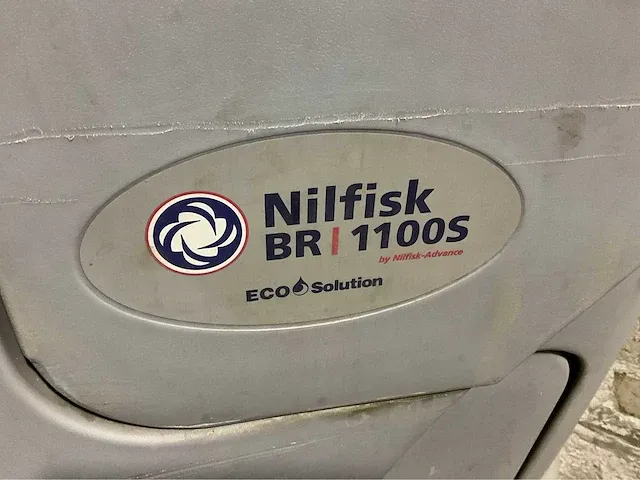 Nilfisk
BR | 1100S
by Nilfisk-Advance
ECO Solution